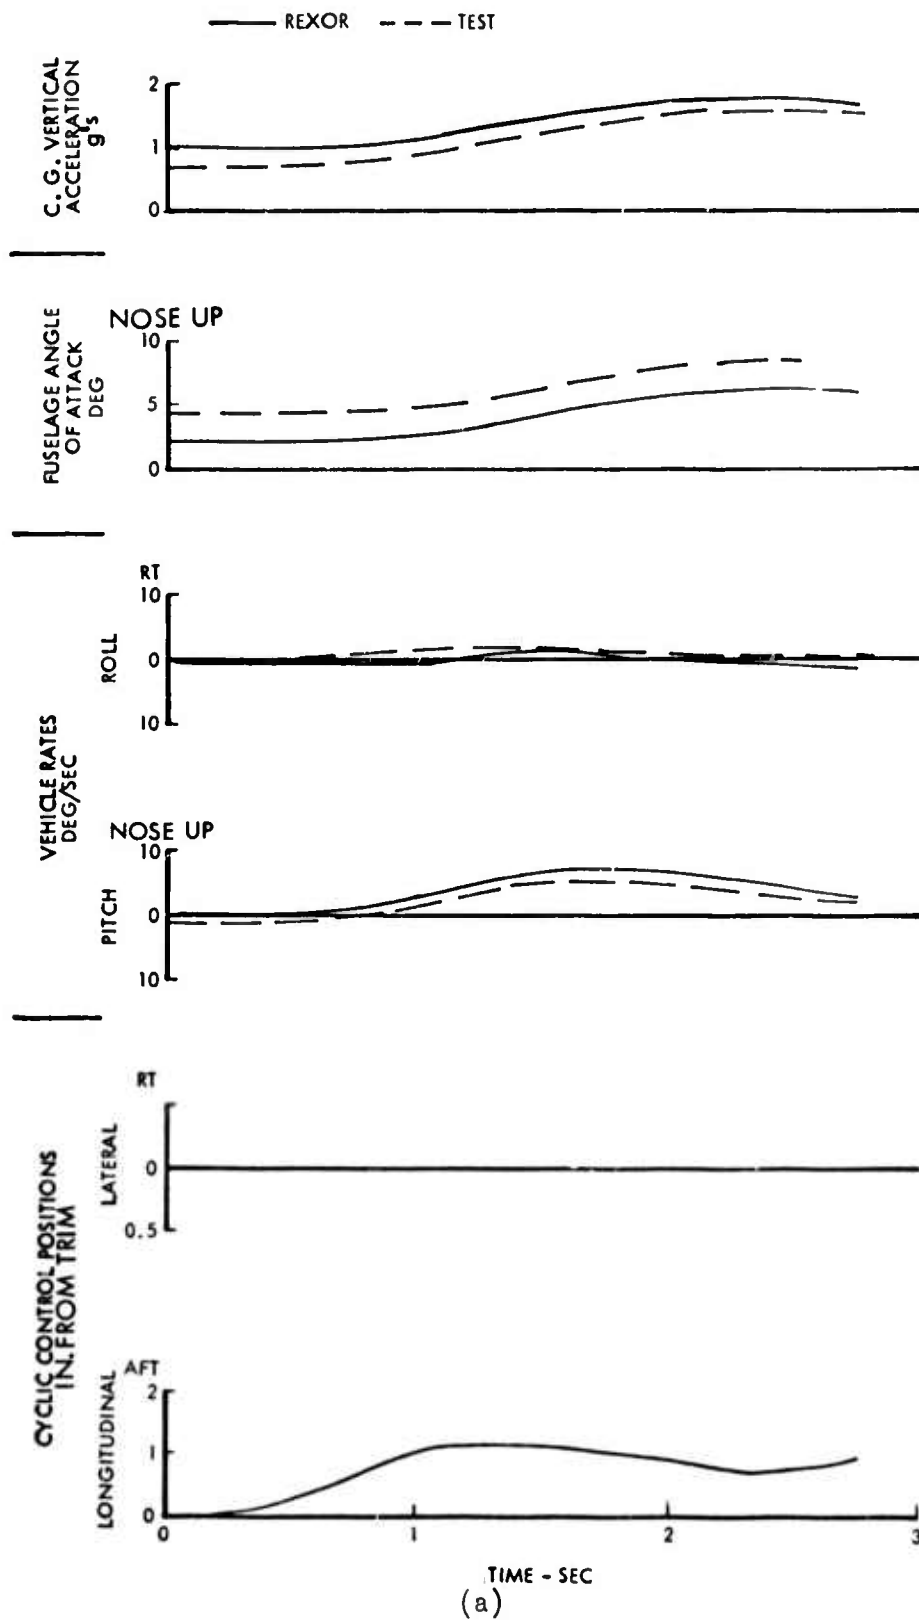 REXOR
TEST
C. G. VERTICAL
ACCELERATION
g's
2
1
0
FUSELAGE ANGLE
OF ATTACK
DEG
NOSE UP
10
5
0
VEHICLE RATES
DEG/SEC
ROLL
RT
10
0
10
PITCH
NOSE UP
10
0
10
CYCLIC CONTROL POSITIONS
IN. FROM TRIM
LATERAL
RT
0
0.5
LONGITUDINAL
AFT
2
1
0
0
1
2
3
TIME - SEC
(a)